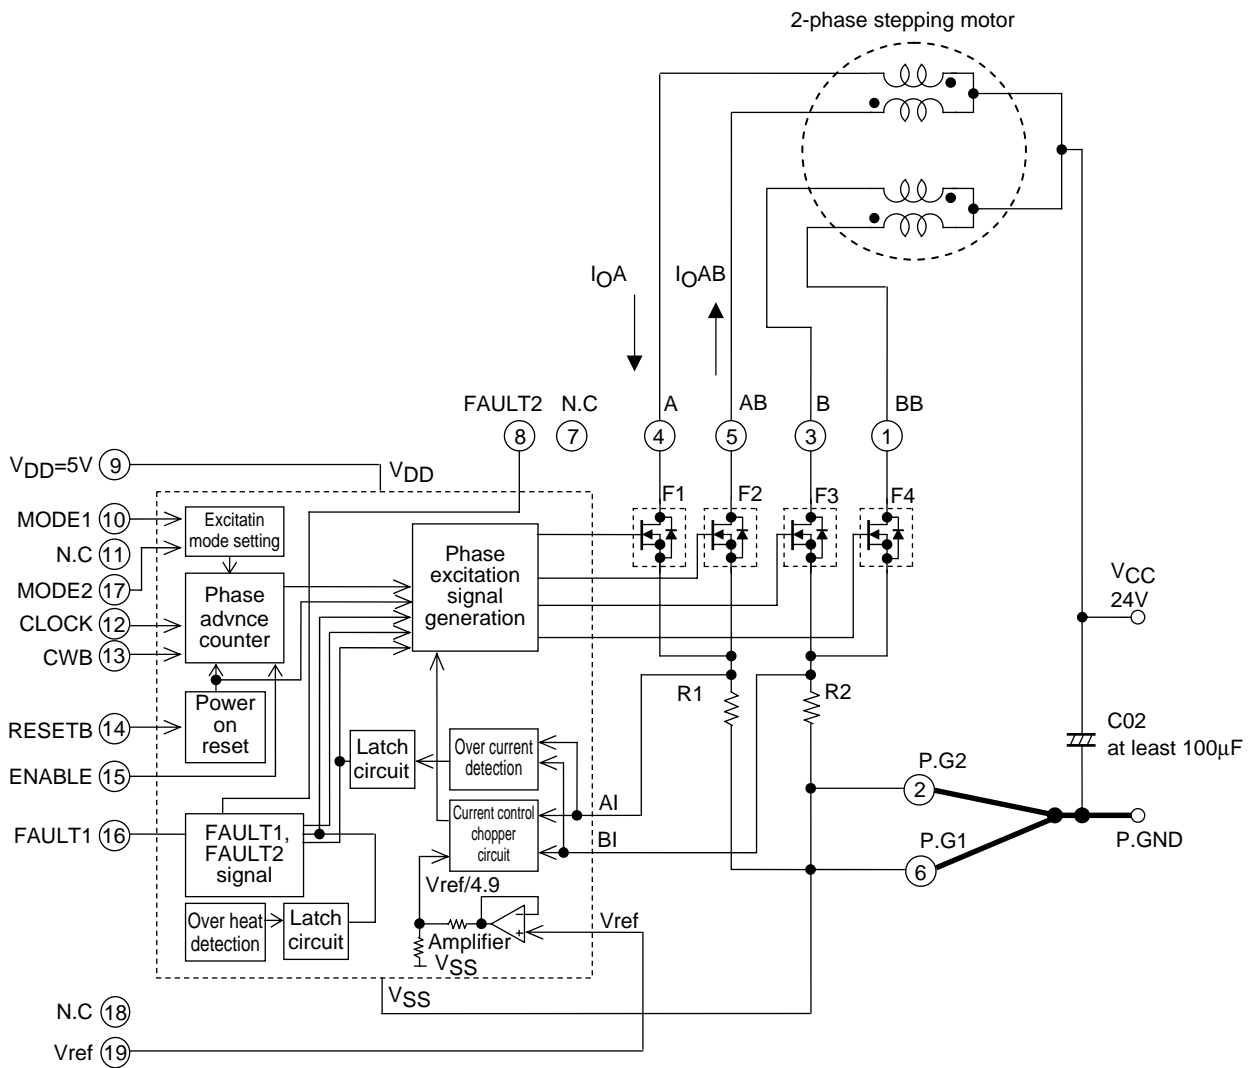 2-phase stepping motor
IOA
IOAB
FAULT2
N.C
A
AB
B
BB
8
7
4
5
3
1
VDD=5V
9
VDD
F1
F2
F3
F4
MODE1
10
Excitatin
mode setting
N.C
11
MODE2
17
Phase
excitation
signal
generation
Phase
advnce
counter
CLOCK
12
CWB
13
VCC
24V
Power
on
reset
RESETB
14
R1
R2
ENABLE
15
Latch
circuit
Over current
detection
C02
at least 100μF
P.G2
2
AI
FAULT1
16
FAULT1,
FAULT2
signal
Current control
chopper
circuit
BI
P.G1
6
P.GND
Vref/4.9
Over heat
detection
Latch
circuit
Amplifier
+
Vref
VSS
VSS
N.C
18
Vref
19